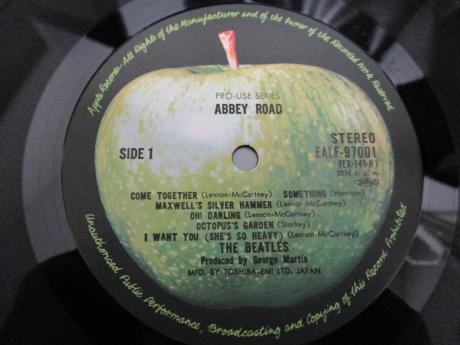 Apple Records-All Rights of the Manufacturer and of the Owner of the Recorded Work Reserved
PRO-USE SERIES
ABBEY ROAD
SIDE 1
STEREO
EALF-97001
(YEX-149-H)
COME TOGETHER (Lennon-McCartney) SOMETHING (Harrison)
MAXWELL'S SILVER HAMMER (Lennon-McCartney)
OH! DARLING (Lennon-McCartney)
OCTOPUS'S GARDEN (Starkey)
I WANT YOU (SHE'S SO HEAVY) (Lennon-McCartney)
THE BEATLES
Produced by George Martin
MFD. BY TOSHIBA-EMI LTD. JAPAN
Unauthorised Public Performance, Broadcasting and Copying of this Record Prohibited